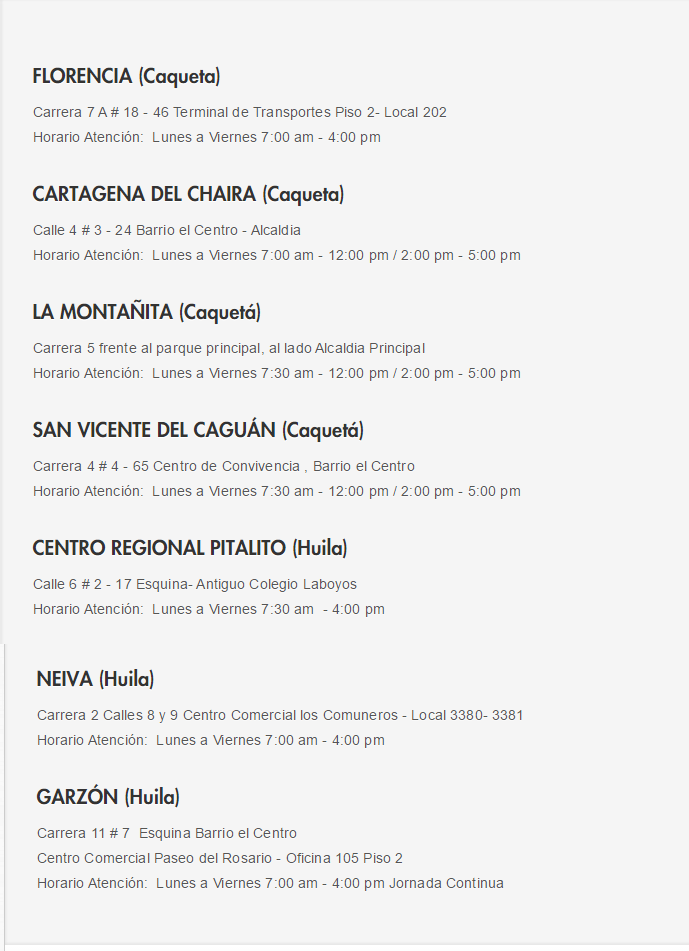 FLORENCIA (Caqueta)
Carrera 7 A # 18 - 46 Terminal de Transportes Piso 2- Local 202
Horario Atención:  Lunes a Viernes 7:00 am - 4:00 pm
CARTAGENA DEL CHAIRA (Caqueta)
Calle 4 # 3 - 24 Barrio el Centro - Alcaldia
Horario Atención:  Lunes a Viernes 7:00 am - 12:00 pm / 2:00 pm - 5:00 pm
LA MONTAÑITA (Caquetá)
Carrera 5 frente al parque principal, al lado Alcaldia Principal
Horario Atención:  Lunes a Viernes 7:30 am - 12:00 pm / 2:00 pm - 5:00 pm
SAN VICENTE DEL CAGUÁN (Caquetá)
Carrera 4 # 4 - 65 Centro de Convivencia , Barrio el Centro
Horario Atención:  Lunes a Viernes 7:30 am - 12:00 pm / 2:00 pm - 5:00 pm
CENTRO REGIONAL PITALITO (Huila)
Calle 6 # 2 - 17 Esquina- Antiguo Colegio Laboyos
Horario Atención:  Lunes a Viernes 7:30 am  - 4:00 pm
NEIVA (Huila)
Carrera 2 Calles 8 y 9 Centro Comercial los Comuneros - Local 3380- 3381
Horario Atención:  Lunes a Viernes 7:00 am - 4:00 pm
GARZÓN (Huila)
Carrera 11 # 7  Esquina Barrio el Centro
Centro Comercial Paseo del Rosario - Oficina 105 Piso 2
Horario Atención:  Lunes a Viernes 7:00 am - 4:00 pm Jornada Continua